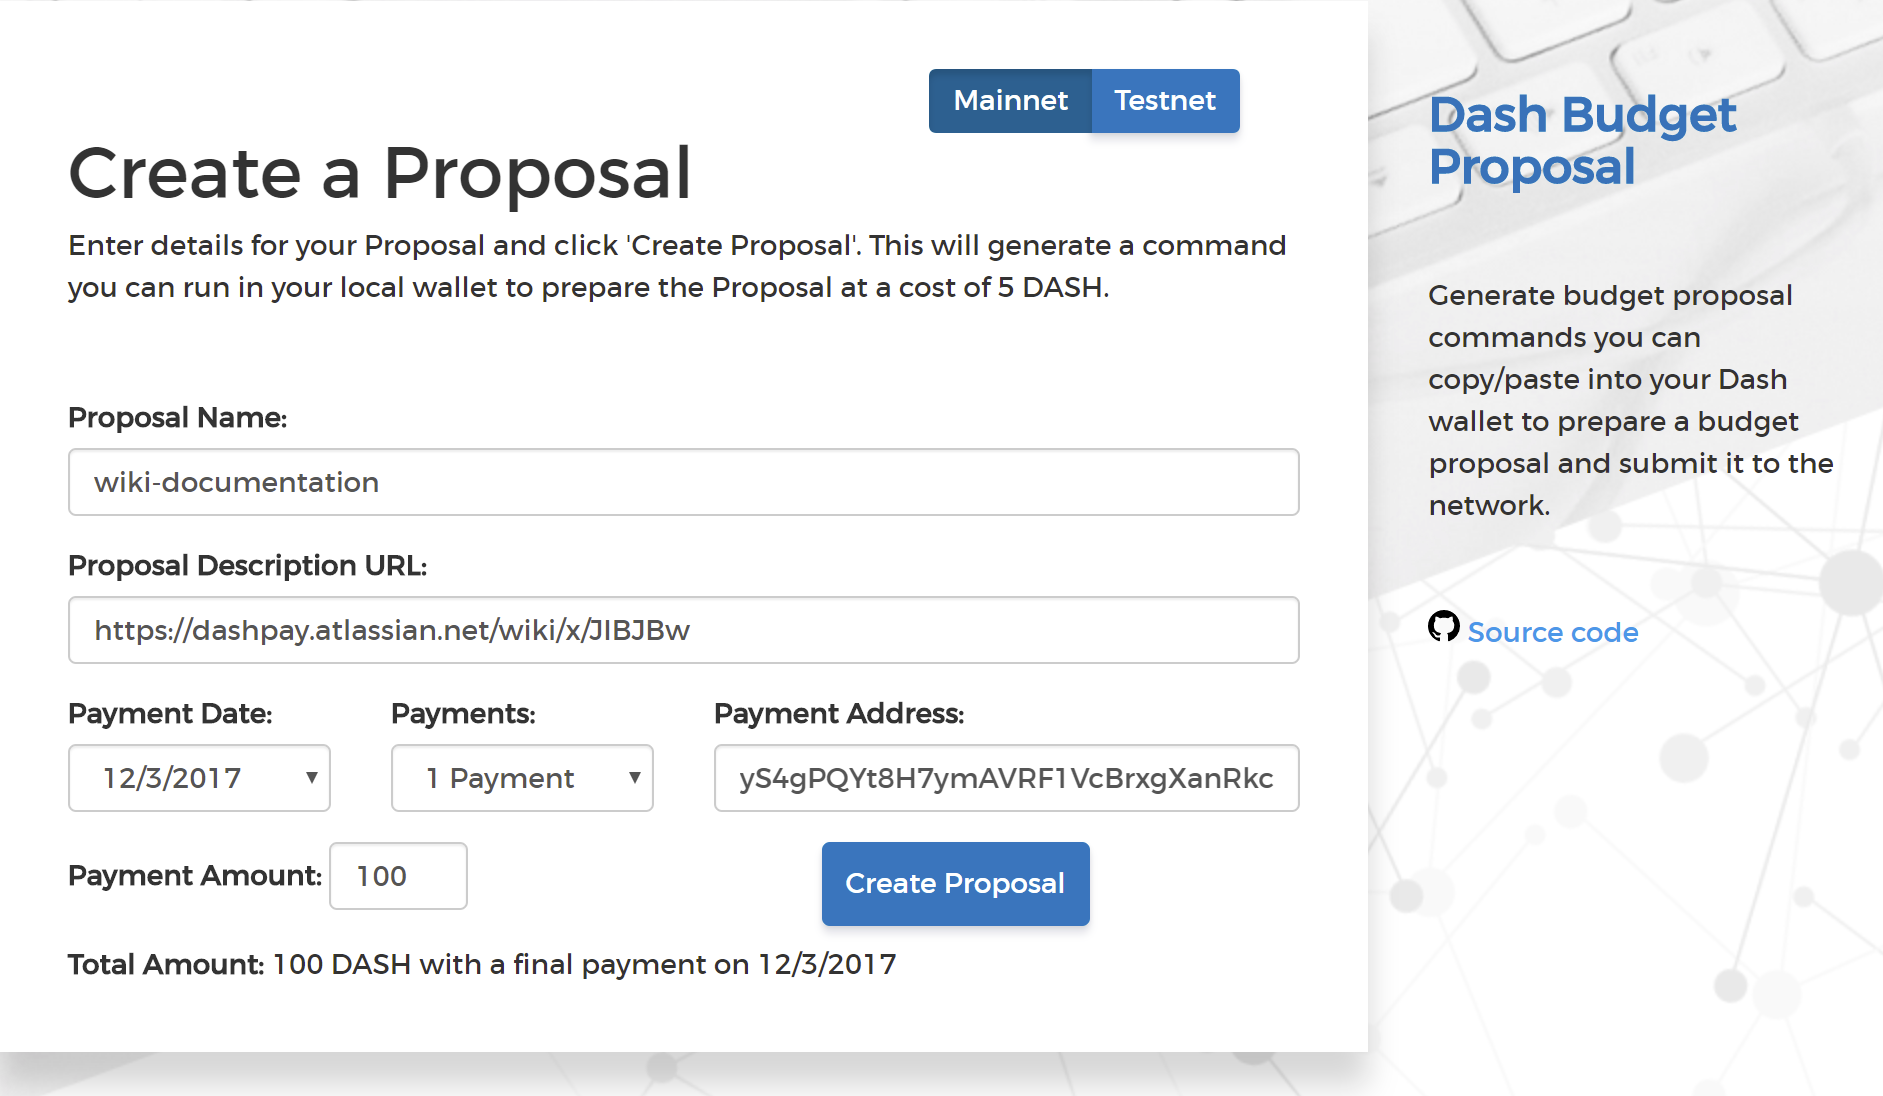 Mainnet
Testnet
Create a Proposal
Enter details for your Proposal and click 'Create Proposal'. This will generate a command
you can run in your local wallet to prepare the Proposal at a cost of 5 DASH.
Proposal Name:
wiki-documentation
Proposal Description URL:
https://dashpay.atlassian.net/wiki/x/JIBJBw
Payment Date:
Payments:
Payment Address:
12/3/2017
1 Payment
yS4gPQYt8H7ymAVRF1VcBrxgXanRkc
Payment Amount:
100
Create Proposal
Total Amount: 100 DASH with a final payment on 12/3/2017
Dash Budget
Proposal
Generate budget proposal
commands you can
copy/paste into your Dash
wallet to prepare a budget
proposal and submit it to the
network.
Source code